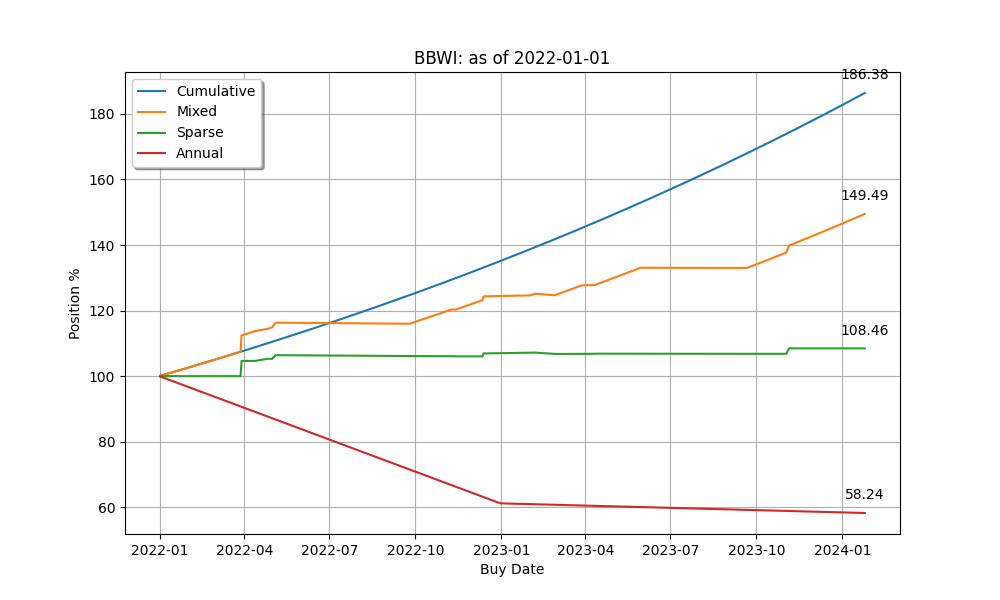 BBWI: as of 2022-01-01
186.38
Cumulative
Mixed
Sparse
Annual
149.49
108.46
58.24
180
160
140
120
100
80
60
Position %
2022-01 2022-04 2022-07 2022-10 2023-01 2023-04 2023-07 2023-10 2024-01
Buy Date